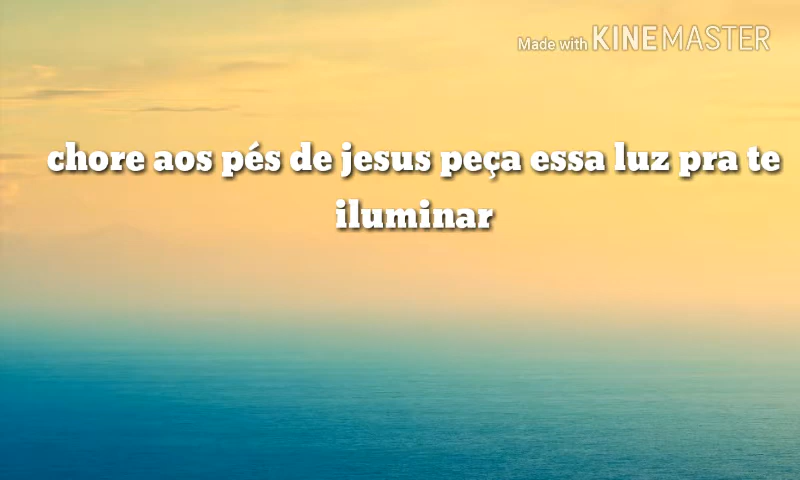 Made with KINEMASTER
chore aos pés de jesus peça essa luz pra te
iluminar